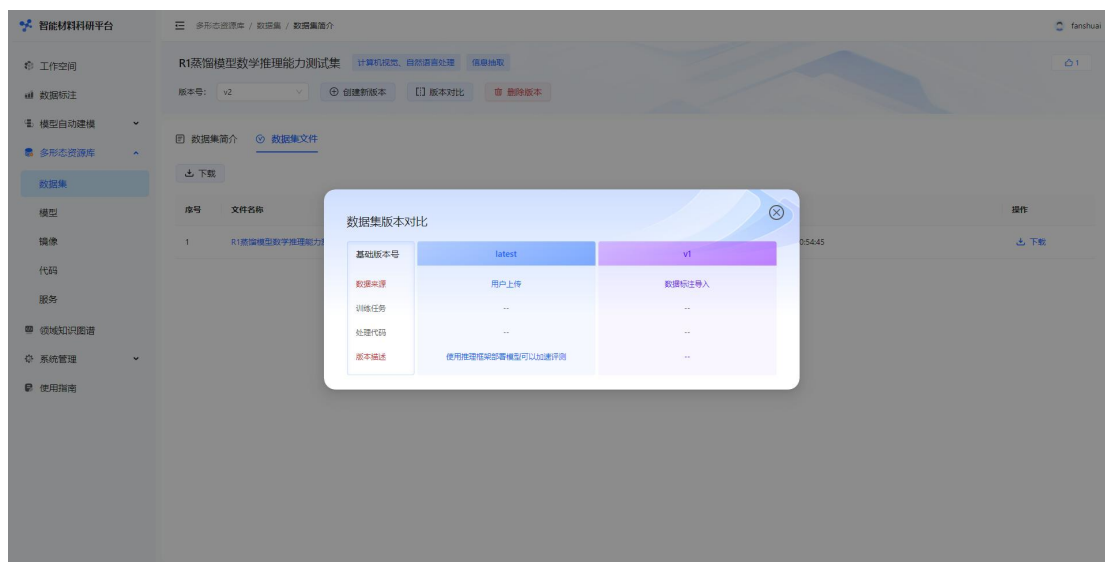 智能材料科研平台
多形态资源库 / 数据集 / 数据集简介
fanshuai
工作空间
数据标注
模型自动建模
多形态资源库
数据集
模型
镜像
代码
服务
领域知识图谱
系统管理
使用指南
R1蒸馏模型数学推理能力测试集 计算机视觉、自然语言处理 信息抽取
1
版本号: v2 创建新版本 版本对比 删除版本
数据集简介 数据集文件
下载
序号 文件名称 操作
1 R1蒸馏模型数学推理能力 0:54:45 下载
数据集版本对比
基础版本号 latest v1
数据来源 用户上传 数据标注导入
训练任务 -- --
处理代码 -- --
版本描述 使用推理框架部署模型可以加速评测 --